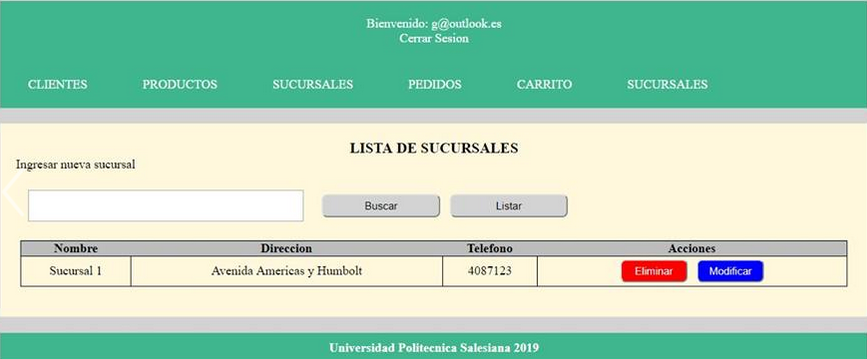 Bienvenido: g@outlook.es
Cerrar Sesion
CLIENTES PRODUCTOS SUCURSALES PEDIDOS CARRITO SUCURSALES
LISTA DE SUCURSALES
Ingresar nueva sucursal
Buscar Listar
Nombre Direccion Telefono Acciones
Sucursal 1 Avenida Americas y Humbolt 4087123 Eliminar Modificar
Universidad Politecnica Salesiana 2019